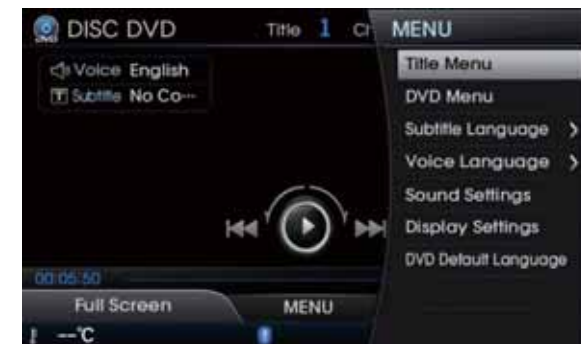 DISC DVD Title 1 Ch
MENU
Voice English
Subtitle No Co...
Title Menu
DVD Menu
Subtitle Language >
Voice Language >
Sound Settings
Display Settings
DVD Default Language
00:05:50
Full Screen
MENU
--°C